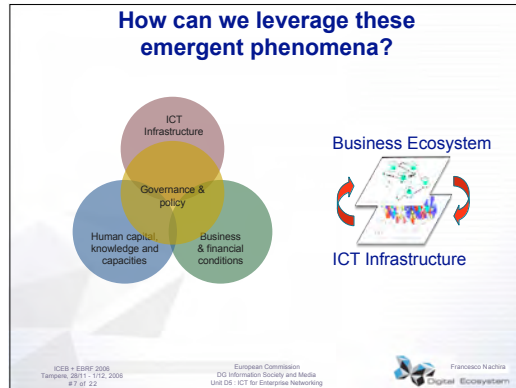 How can we leverage these
emergent phenomena?
ICT
Infrastructure
Governance &
policy
Human capital,
knowledge and
capacities
Business
& financial
conditions
Business Ecosystem
ICT Infrastructure
ICEB + EBRF 2006
Tampere, 28/11 - 1/12, 2006
# 7 of 22
European Commission
DG Information Society and Media
Unit D5 : ICT for Enterprise Networking
Francesco Nachira
Digital Ecosystem